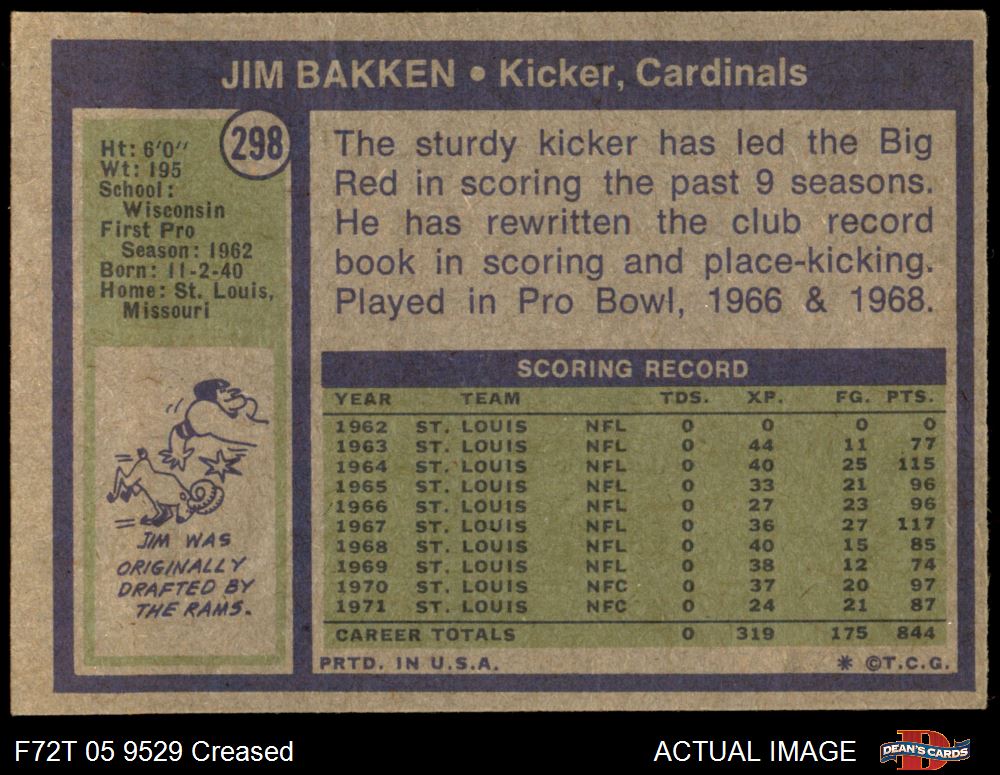 JIM BAKKEN • Kicker, Cardinals
298
Ht: 6'0"
Wt: 195
School:
Wisconsin
First Pro
Season: 1962
Born: 11-2-40
Home: St. Louis,
Missouri
JIM WAS
ORIGINALLY
DRAFTED BY
THE RAMS.
The sturdy kicker has led the Big
Red in scoring the past 9 seasons.
He has rewritten the club record
book in scoring and place-kicking.
Played in Pro Bowl, 1966 & 1968.
SCORING RECORD
YEAR TEAM TDS. XP. FG. PTS.
1962 ST. LOUIS NFL 0 0 0 0
1963 ST. LOUIS NFL 0 44 11 77
1964 ST. LOUIS NFL 0 40 25 115
1965 ST. LOUIS NFL 0 33 21 96
1966 ST. LOUIS NFL 0 27 23 96
1967 ST. LOUIS NFL 0 36 27 117
1968 ST. LOUIS NFL 0 40 15 85
1969 ST. LOUIS NFL 0 38 12 74
1970 ST. LOUIS NFC 0 37 20 97
1971 ST. LOUIS NFC 0 24 21 87
CAREER TOTALS 0 319 175 844
PRTD. IN U.S.A. * ©T.C.G.
F72T 05 9529 Creased ACTUAL IMAGE DEAN'S CARDS